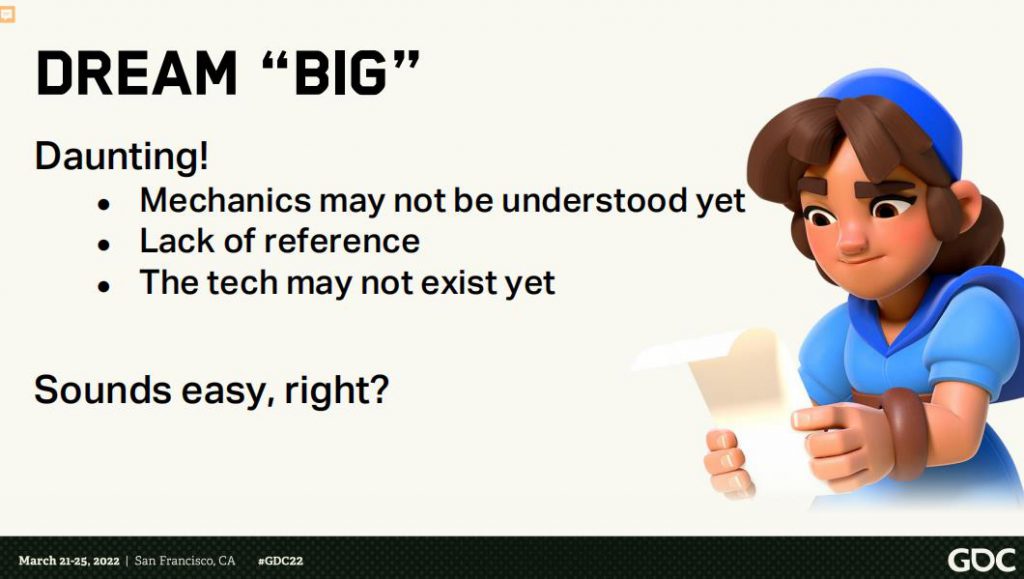 DREAM “BIG”
Daunting!
● Mechanics may not be understood yet
● Lack of reference
● The tech may not exist yet
Sounds easy, right?
March 21-25, 2022 | San Francisco, CA #GDC22
GDC